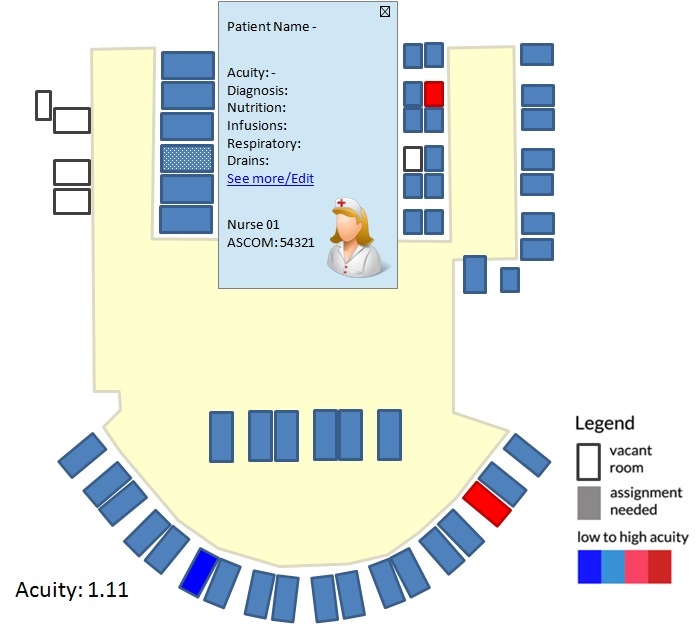 Patient Name -
Acuity: -
Diagnosis:
Nutrition:
Infusions:
Respiratory:
Drains:
See more/Edit
Nurse 01
ASCOM: 54321
Legend
vacant
room
assignment
needed
low to high acuity
Acuity: 1.11